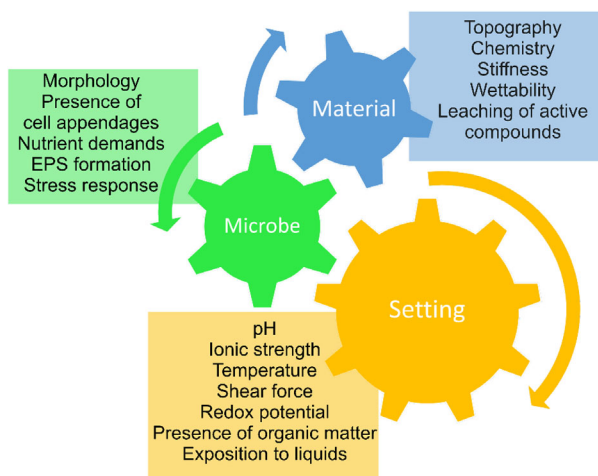 Topography
Chemistry
Stiffness
Wettability
Leaching of active
compounds
Material
Morphology
Presence of
cell appendages
Nutrient demands
EPS formation
Stress response
Microbe
Setting
pH
Ionic strength
Temperature
Shear force
Redox potential
Presence of organic matter
Exposition to liquids